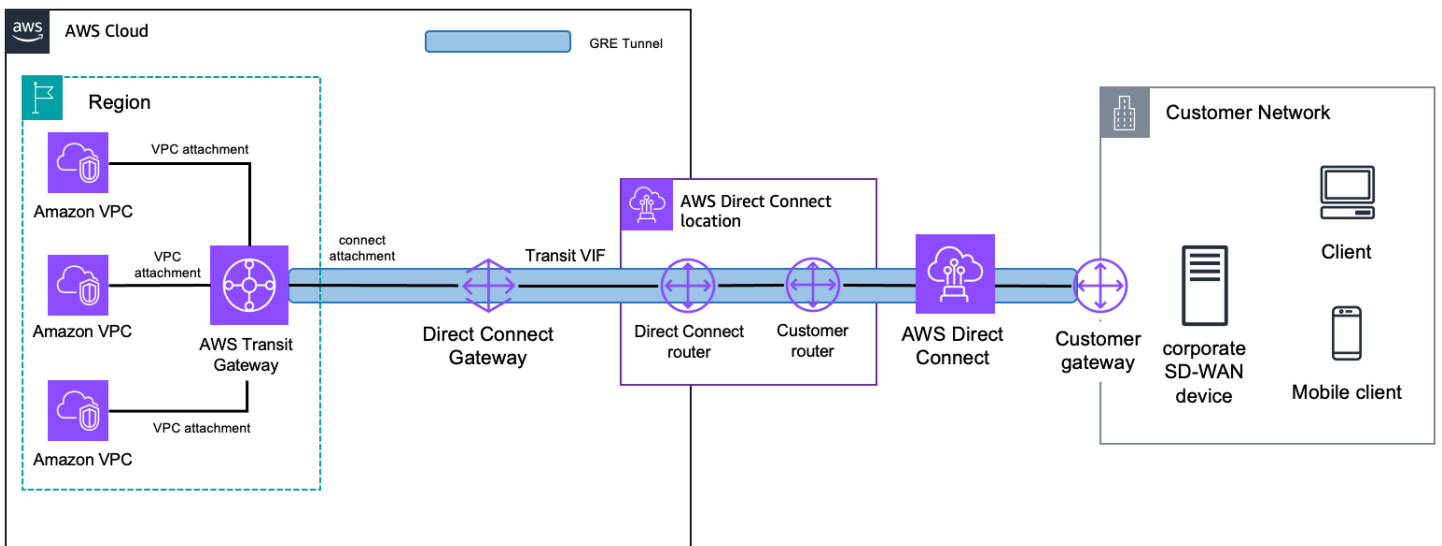 aws
AWS Cloud
GRE Tunnel
Region
VPC attachment
Amazon VPC
VPC
attachment
Amazon VPC
AWS Transit
Gateway
VPC attachment
Amazon VPC
connect
attachment
Direct Connect
Gateway
Transit VIF
AWS Direct Connect
location
Direct Connect
router
Customer
router
AWS Direct
Connect
Customer
gateway
Customer Network
corporate
SD-WAN
device
Client
Mobile client